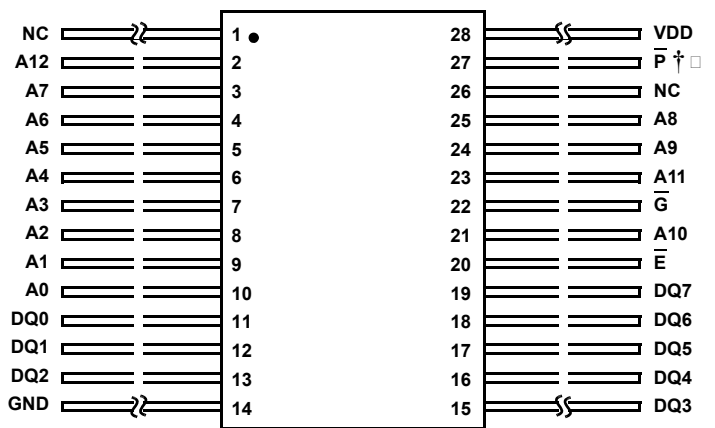 NC 1 28 VDD
A12 2 27 P̅ † □
A7 3 26 NC
A6 4 25 A8
A5 5 24 A9
A4 6 23 A11
A3 7 22 G̅
A2 8 21 A10
A1 9 20 E̅
A0 10 19 DQ7
DQ0 11 18 DQ6
DQ1 12 17 DQ5
DQ2 13 16 DQ4
GND 14 15 DQ3